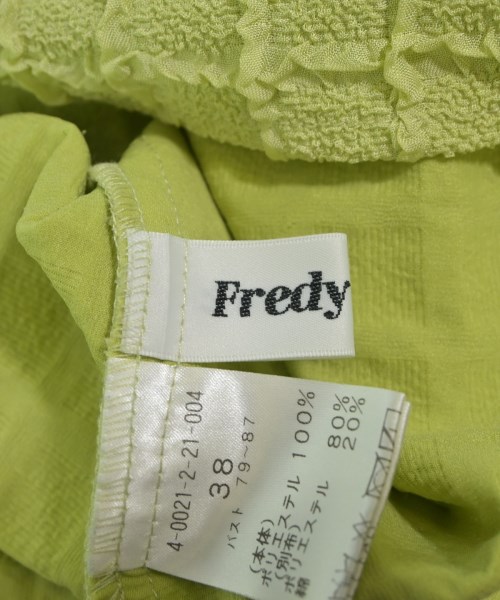 Fredy
4-0021-2-21-004
38
バスト 79~87
(本体)
ポリエステル 100%
(別布)
ポリエステル 80%
綿 20%